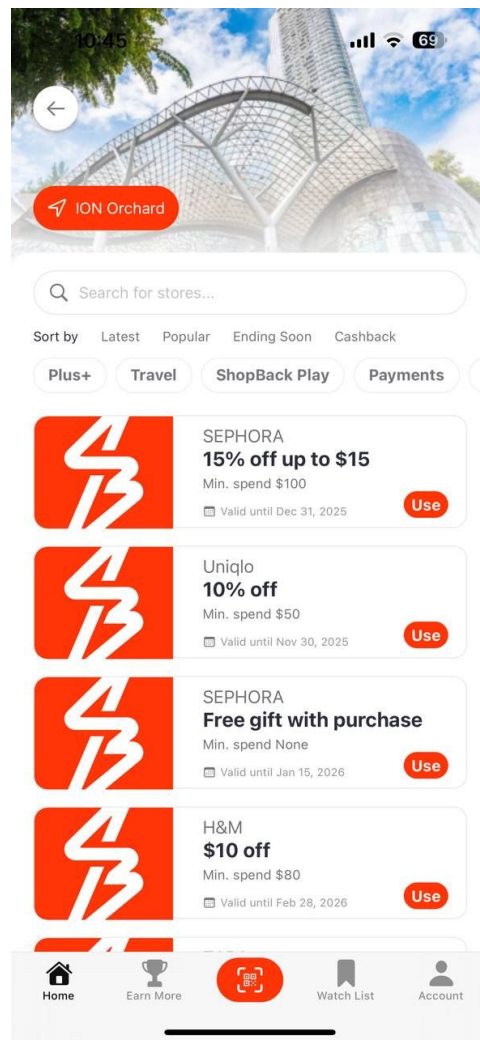 10:45
69
ION Orchard
Search for stores...
Sort by Latest Popular Ending Soon Cashback
Plus+ Travel ShopBack Play Payments
SEPHORA
15% off up to $15
Min. spend $100
Valid until Dec 31, 2025
Use
Uniqlo
10% off
Min. spend $50
Valid until Nov 30, 2025
Use
SEPHORA
Free gift with purchase
Min. spend None
Valid until Jan 15, 2026
Use
H&M
$10 off
Min. spend $80
Valid until Feb 28, 2026
Use
Home Earn More Watch List Account